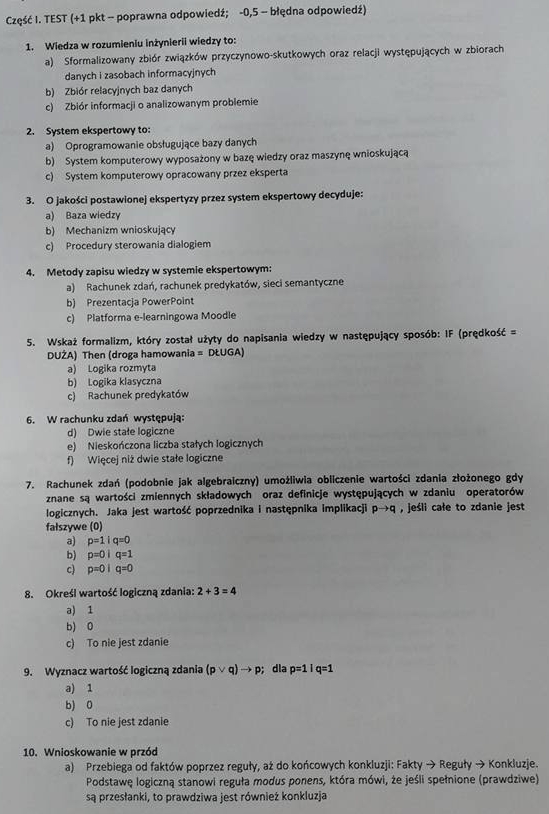 Część I. TEST (+1 pkt – poprawna odpowiedź; -0,5 – błędna odpowiedź)
1. Wiedza w rozumieniu inżynierii wiedzy to:
a) Sformalizowany zbiór związków przyczynowo-skutkowych oraz relacji występujących w zbiorach
danych i zasobach informacyjnych
b) Zbiór relacyjnych baz danych
c) Zbiór informacji o analizowanym problemie
2. System ekspertowy to:
a) Oprogramowanie obsługujące bazy danych
b) System komputerowy wyposażony w bazę wiedzy oraz maszynę wnioskującą
c) System komputerowy opracowany przez eksperta
3. O jakości postawionej ekspertyzy przez system ekspertowy decyduje:
a) Baza wiedzy
b) Mechanizm wnioskujący
c) Procedury sterowania dialogiem
4. Metody zapisu wiedzy w systemie ekspertowym:
a) Rachunek zdań, rachunek predykatów, sieci semantyczne
b) Prezentacja PowerPoint
c) Platforma e-learningowa Moodle
5. Wskaż formalizm, który został użyty do napisania wiedzy w następujący sposób: IF (prędkość =
DUŻA) Then (droga hamowania = DŁUGA)
a) Logika rozmyta
b) Logika klasyczna
c) Rachunek predykatów
6. W rachunku zdań występują:
d) Dwie stałe logiczne
e) Nieskończona liczba stałych logicznych
f) Więcej niż dwie stałe logiczne
7. Rachunek zdań (podobnie jak algebraiczny) umożliwia obliczenie wartości zdania złożonego gdy
znane są wartości zmiennych składowych oraz definicje występujących w zdaniu operatorów
logicznych. Jaka jest wartość poprzednika i następnika implikacji p→q , jeśli całe to zdanie jest
fałszywe (0)
a) p=1 i q=0
b) p=0 i q=1
c) p=0 i q=0
8. Określ wartość logiczną zdania: 2 + 3 = 4
a) 1
b) 0
c) To nie jest zdanie
9. Wyznacz wartość logiczną zdania (p ∨ q) → p; dla p=1 i q=1
a) 1
b) 0
c) To nie jest zdanie
10. Wnioskowanie w przód
a) Przebiega od faktów poprzez reguły, aż do końcowych konkluzji: Fakty → Reguły → Konkluzje.
Podstawę logiczną stanowi reguła modus ponens, która mówi, że jeśli spełnione (prawdziwe)
są przesłanki, to prawdziwa jest również konkluzja